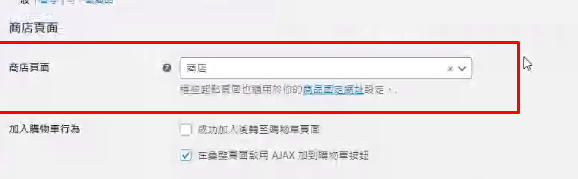 商店頁面
商店頁面
商店
這些起點頁面也適用於你的商品固定網址設定。
加入購物車行為
成功加入後轉至購物車頁面
在彙整頁面啟用 AJAX 加到購物車按鈕